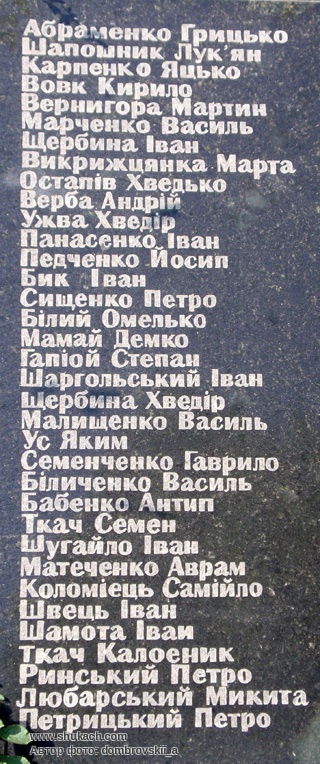 Абраменко Грицько
Шапошник Лук'ян
Карпенко Яцько
Вовк Кирило
Вернигора Мартин
Марченко Василь
Щербина Іван
Викрижцянка Марта
Остапів Хведько
Верба Андрій
Ужва Хведір
Панасенко Іван
Педченко Йосип
Бик Іван
Сищенко Петро
Білий Омелько
Мамай Демко
Гапіой Степан
Шаргольський Іван
Щербина Хведір
Малищенко Василь
Ус Яким
Семенченко Гаврило
Біличенко Василь
Бабенко Антип
Ткач Семен
Шугайло Іван
Матеченко Аврам
Коломієць Самійло
Швець Іван
Шамота Іваи
Ткач Калоеник
Ринський Петро
Любарський Микита
Петрицький Петро
www.shukach.com
Автор фото: dombrovskii_a